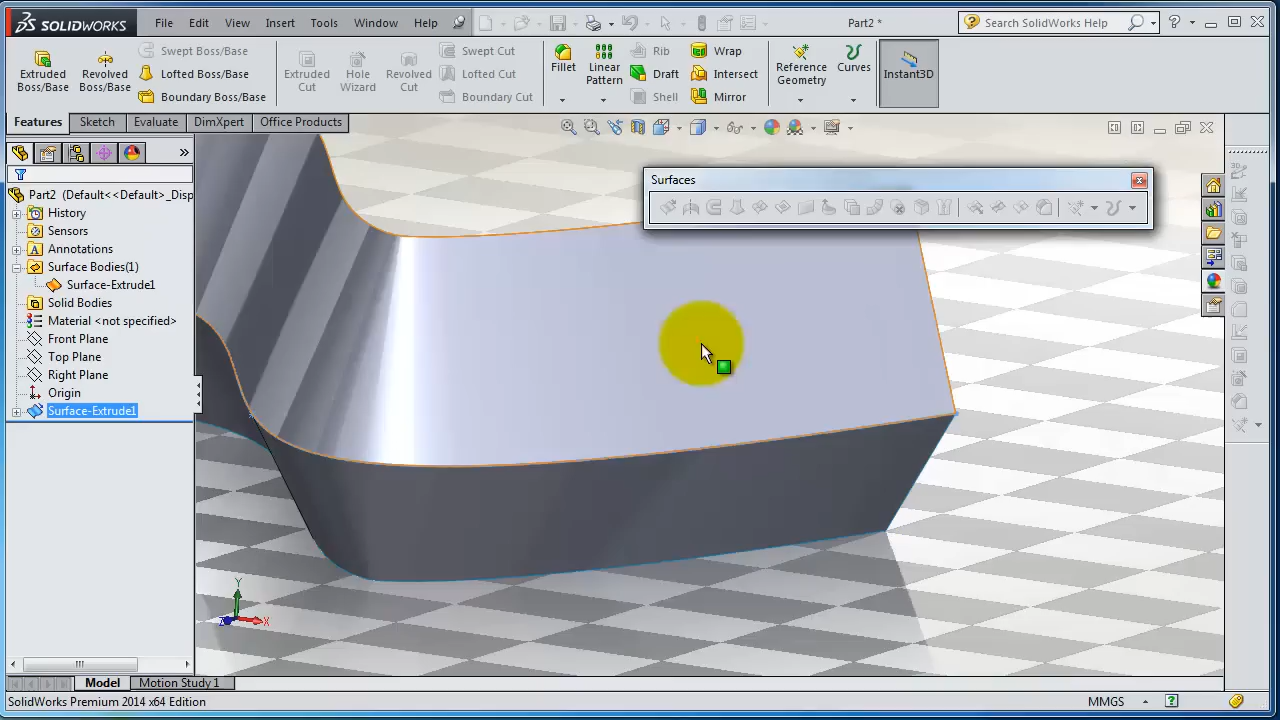 SOLIDWORKS File Edit View Insert Tools Window Help Part2 * Search SolidWorks Help
Extruded Boss/Base
Revolved Boss/Base
Swept Boss/Base
Lofted Boss/Base
Boundary Boss/Base
Extruded Cut
Hole Wizard
Revolved Cut
Swept Cut
Lofted Cut
Boundary Cut
Fillet
Linear Pattern
Rib
Draft
Shell
Wrap
Intersect
Mirror
Reference Geometry
Curves
Instant3D
Features Sketch Evaluate DimXpert Office Products
Surfaces
Part2 (Default<<Default>_Disp
History
Sensors
Annotations
Surface Bodies(1)
Surface-Extrude1
Solid Bodies
Material <not specified>
Front Plane
Top Plane
Right Plane
Origin
Surface-Extrude1
Y
Z X
Model Motion Study 1
SolidWorks Premium 2014 x64 Edition MMGS